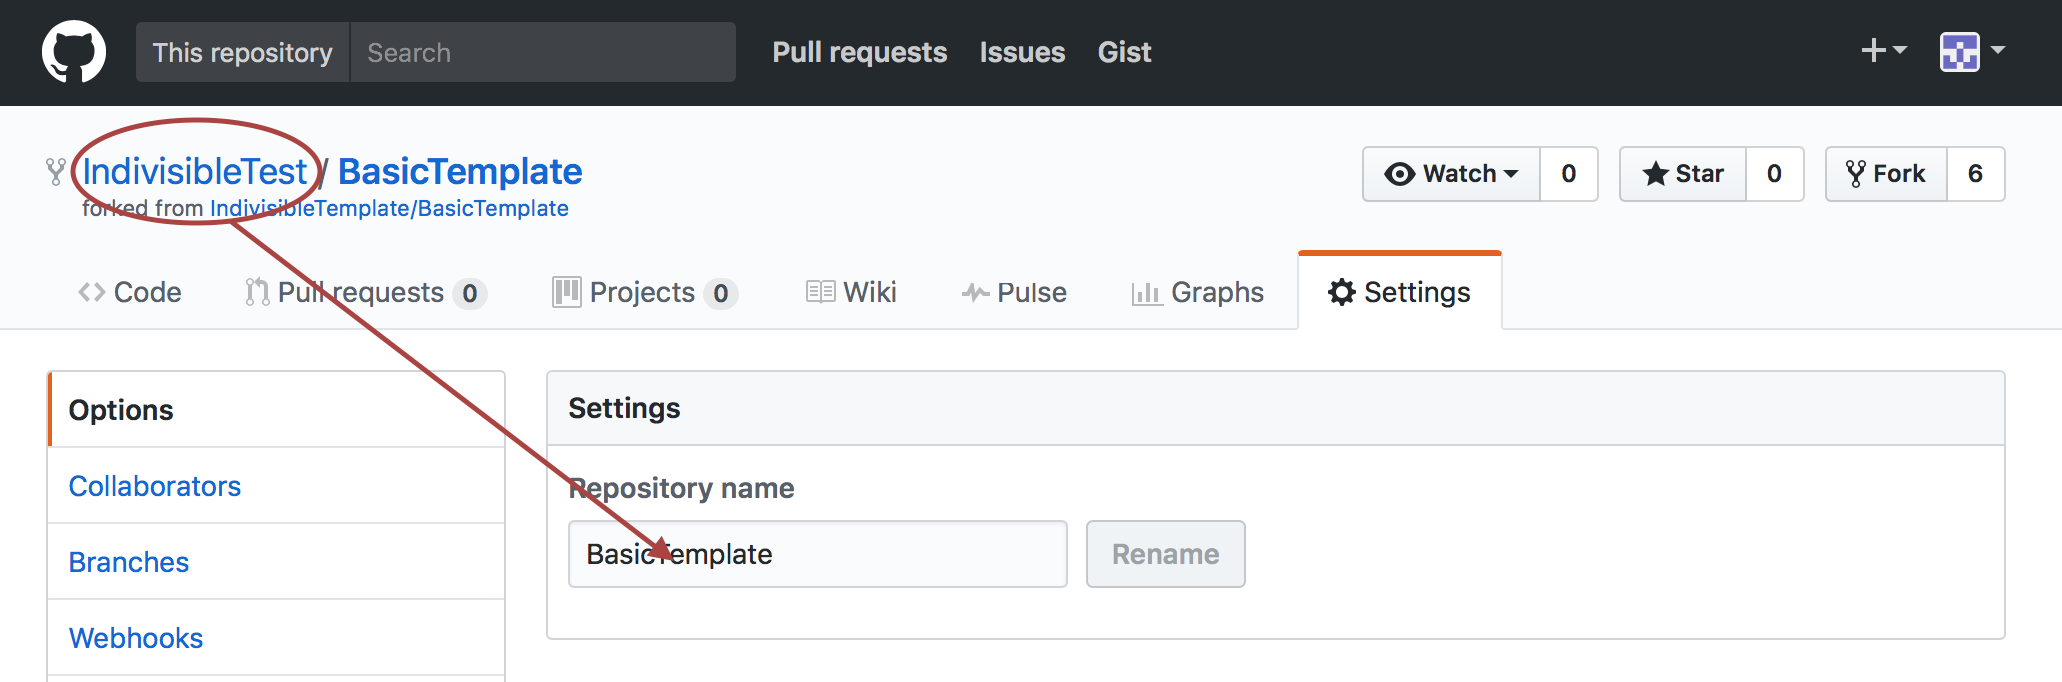 This repository Search Pull requests Issues Gist
IndivisibleTest / BasicTemplate Watch 0 Star 0 Fork 6
forked from IndivisibleTemplate/BasicTemplate
Code Pull requests 0 Projects 0 Wiki Pulse Graphs Settings
Options
Collaborators
Branches
Webhooks
Settings
Repository name
BasicTemplate Rename